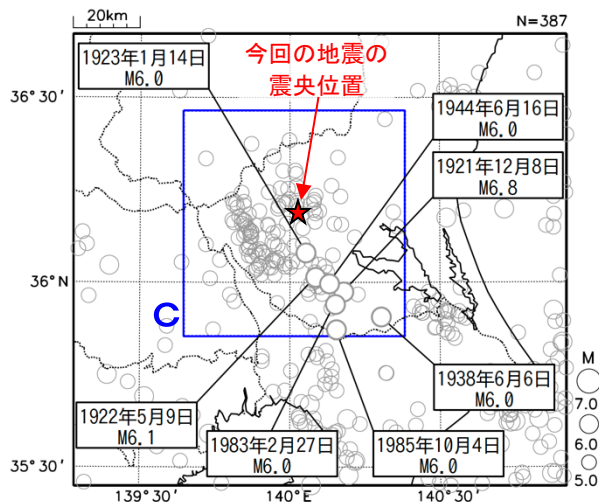 20km
N=387
1923年1月14日
M6.0
今回の地震の
震央位置
1944年6月16日
M6.0
1921年12月8日
M6.8
36°30′
36°N
35°30′
C
1938年6月6日
M6.0
1922年5月9日
M6.1
1983年2月27日
M6.0
1985年10月4日
M6.0
M
7.0
6.0
5.0
139°30′
140°E
140°30′